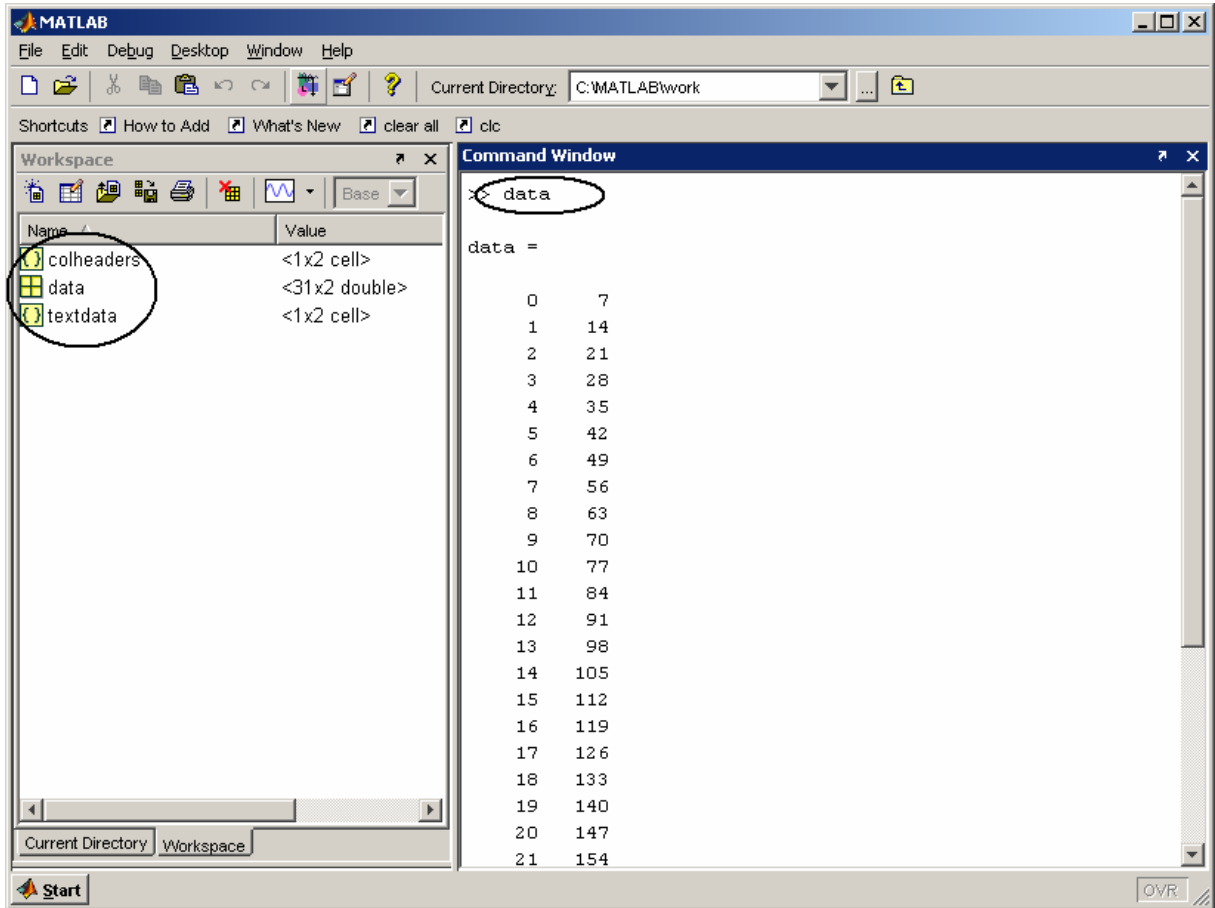 MATLAB
File Edit Debug Desktop Window Help
Current Directory: C:\MATLAB\work ...
Shortcuts How to Add What's New clear all clc
Workspace
Base
Name Value
colheaders <1x2 cell>
data <31x2 double>
textdata <1x2 cell>
Current Directory Workspace
Command Window
>> data
data =
0 7
1 14
2 21
3 28
4 35
5 42
6 49
7 56
8 63
9 70
10 77
11 84
12 91
13 98
14 105
15 112
16 119
17 126
18 133
19 140
20 147
21 154
Start
OVR